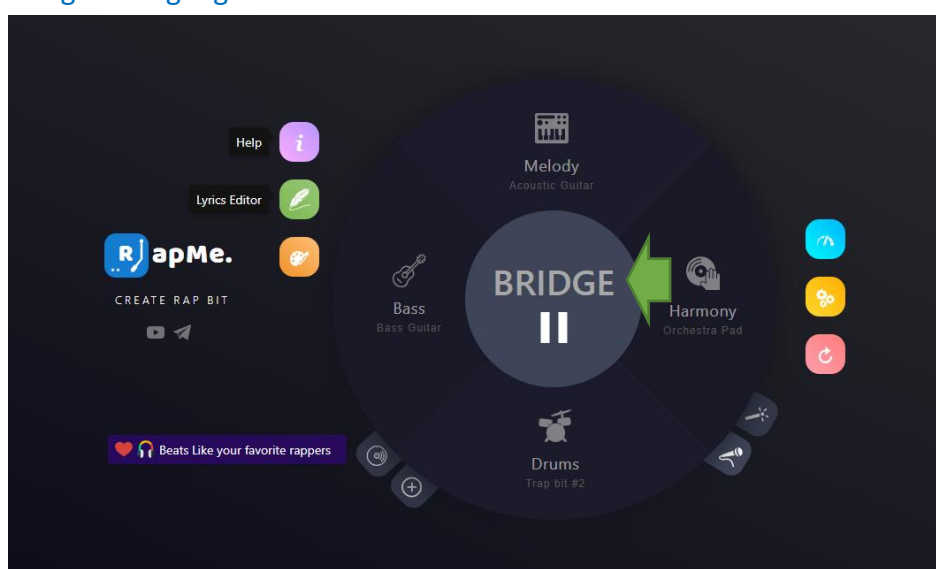 Help
i
Lyrics Editor
RapMe.
CREATE RAP BIT
Beats Like your favorite rappers
Melody
Acoustic Guitar
Bass
Bass Guitar
BRIDGE
Harmony
Orchestra Pad
Drums
Trap bit #2